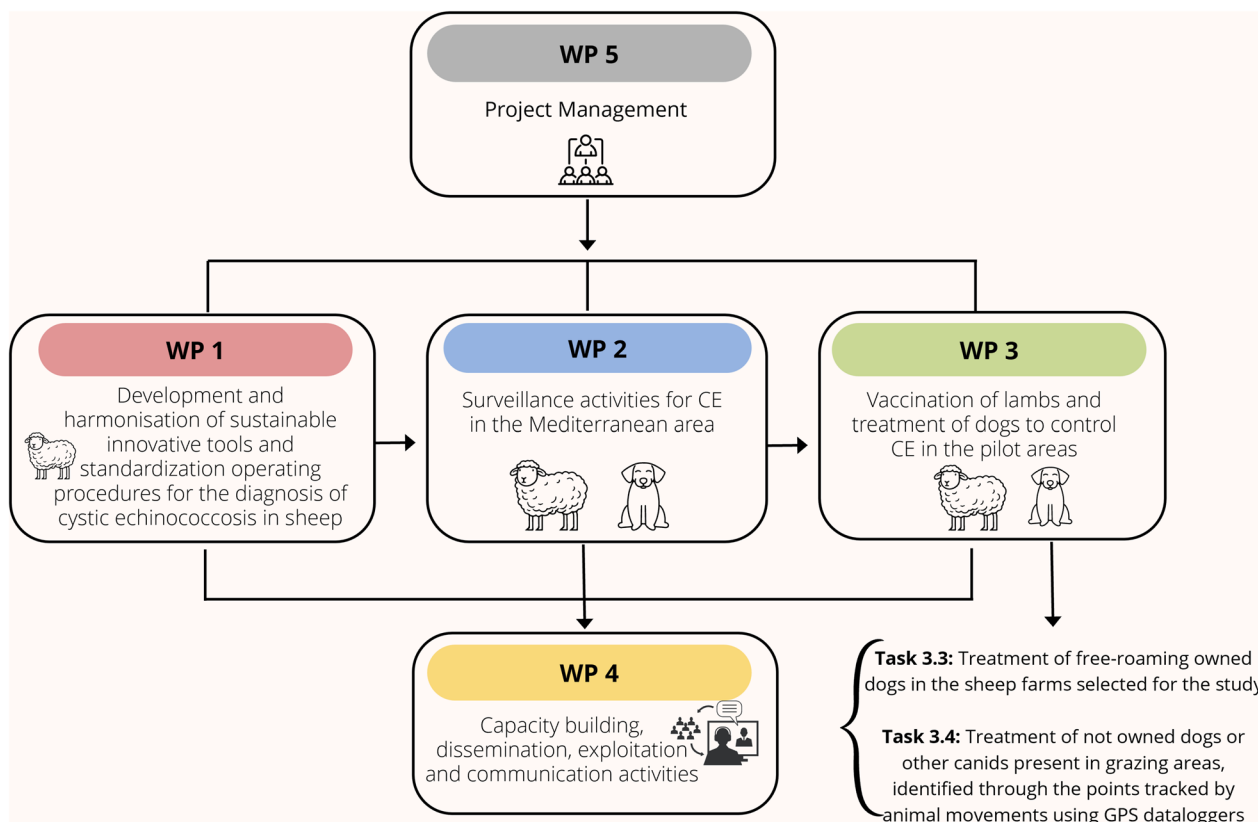 WP 5
Project Management
WP 1
Development and
harmonisation of sustainable
innovative tools and
standardization operating
procedures for the diagnosis of
cystic echinococcosis in sheep
WP 2
Surveillance activities for CE
in the Mediterranean area
WP 3
Vaccination of lambs and
treatment of dogs to control
CE in the pilot areas
WP 4
Capacity building,
dissemination, exploitation
and communication activities
Task 3.3: Treatment of free-roaming owned
dogs in the sheep farms selected for the study
Task 3.4: Treatment of not owned dogs or
other canids present in grazing areas,
identified through the points tracked by
animal movements using GPS dataloggers